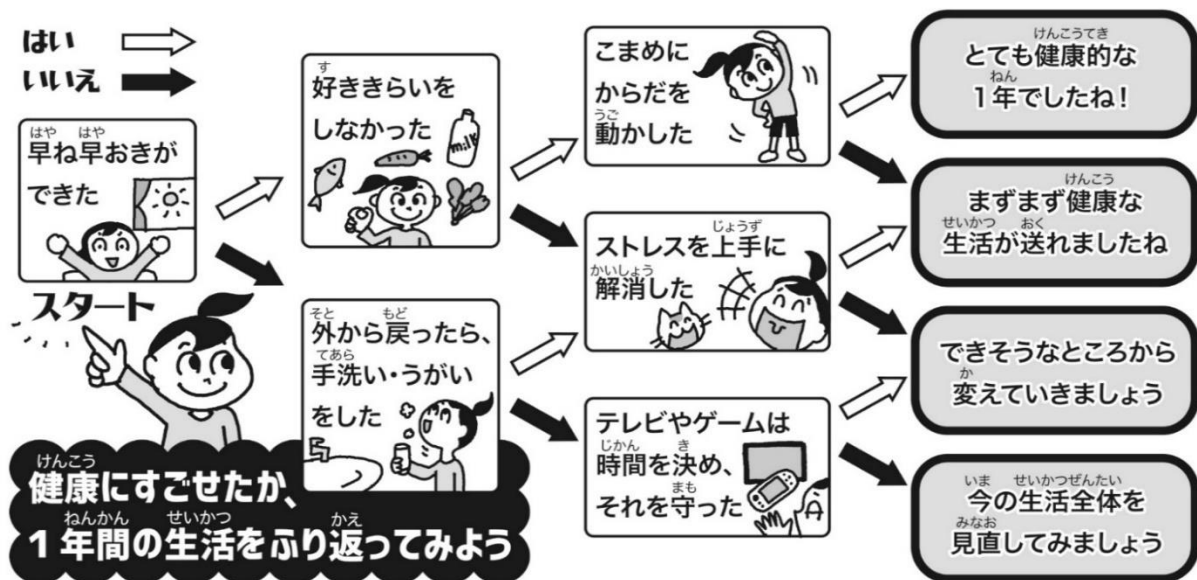 はい
いいえ
早ね早おきが
できた
スタート
好ききらいを
しなかった
milk
外から戻ったら、
手洗い・うがい
をした
こまめに
からだを
動かした
ストレスを上手に
解消した
テレビやゲームは
時間を決め、
それを守った
とても健康的な
1年でしたね！
まずまず健康な
生活が送れましたね
できそうなところから
変えていきましょう
今の生活全体を
見直してみましょう
健康にすごせたか、
1年間の生活をふり返ってみよう